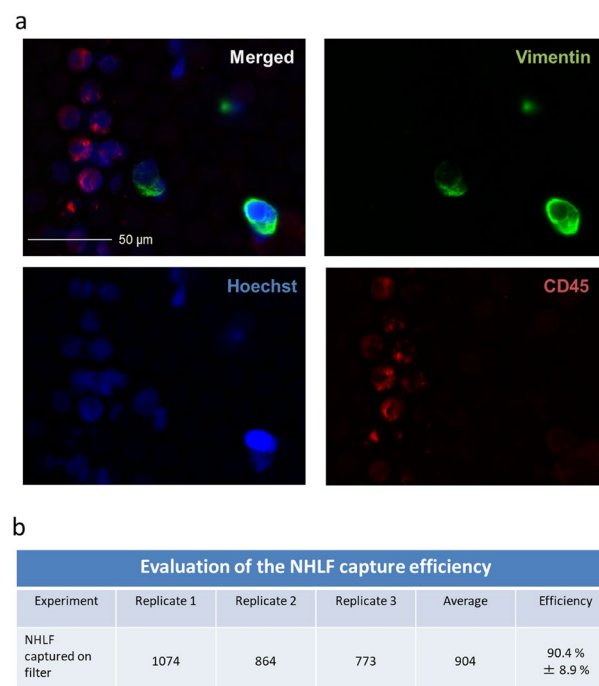 a
Merged
Vimentin
50 µm
Hoechst
CD45
b
Evaluation of the NHLF capture efficiency
Experiment Replicate 1 Replicate 2 Replicate 3 Average Efficiency
NHLF
captured on
filter
1074 864 773 904
90.4 %
± 8.9 %